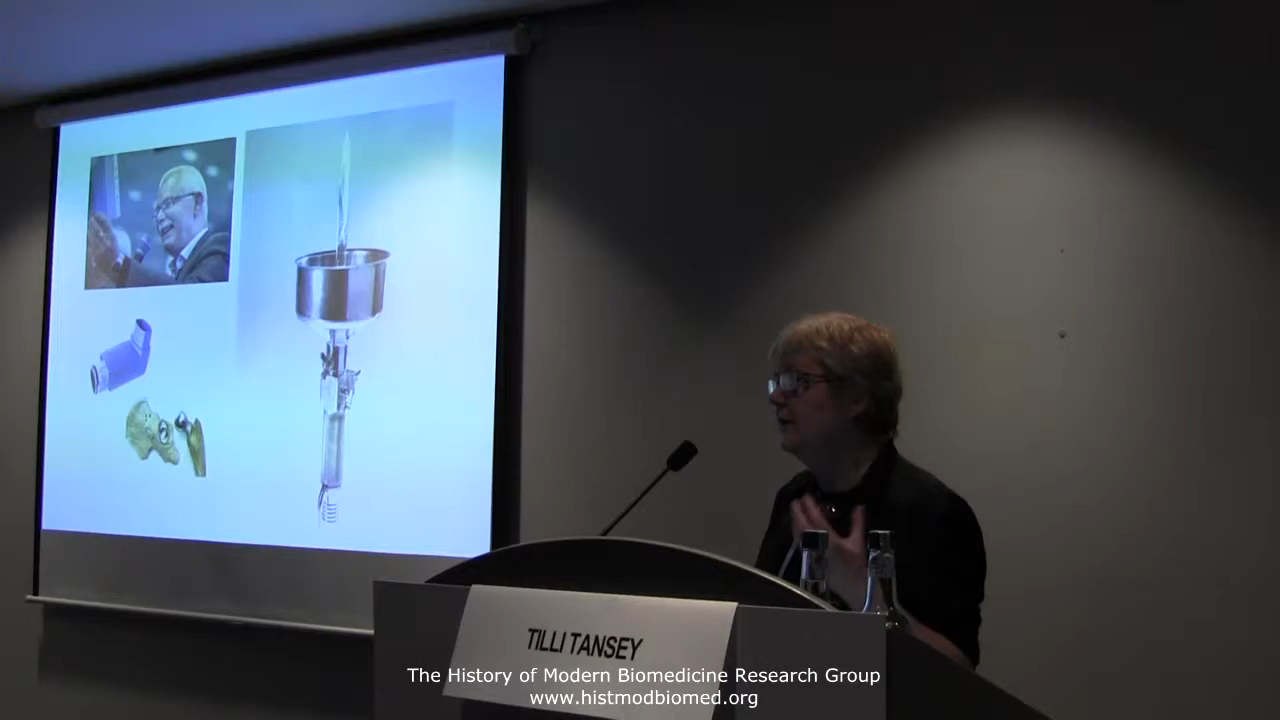 TILLI TANSEY
The History of Modern Biomedicine Research Group
www.histmodbiomed.org